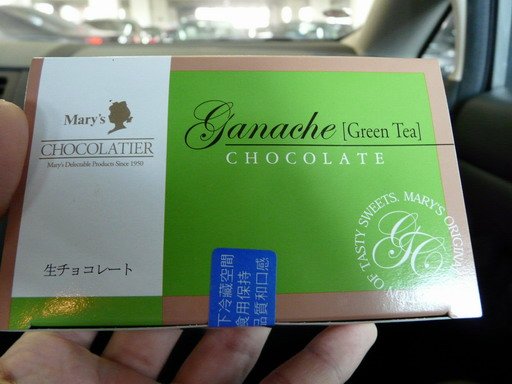 Mary's
CHOCOLATIER
Mary's Delectable Products Since 1950
生チョコレート
Ganache [Green Tea]
CHOCOLATE
OF TASTY SWEETS. MARY'S ORIGINAL
GC
下冷藏空間
食用保持
品質和口感